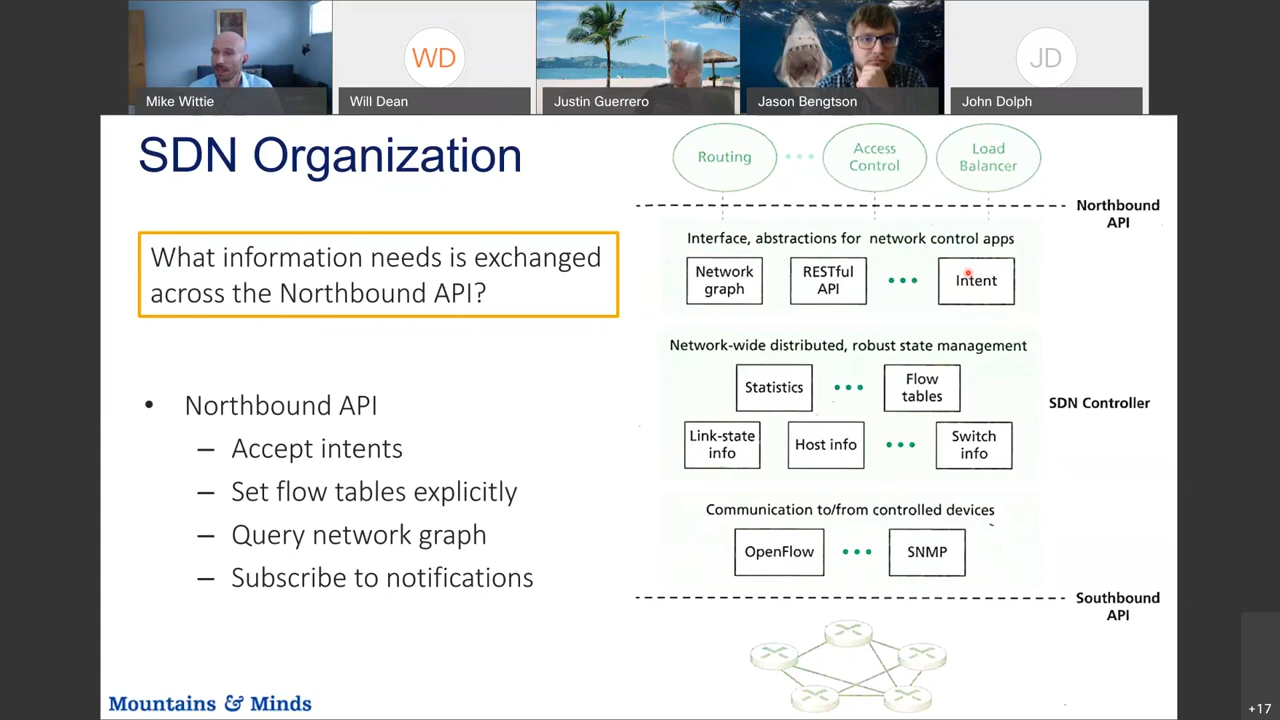 WD
JD
Mike Wittie
Will Dean
Justin Guerrero
Jason Bengtson
John Dolph
SDN Organization
What information needs is exchanged
across the Northbound API?
• Northbound API
– Accept intents
– Set flow tables explicitly
– Query network graph
– Subscribe to notifications
Mountains & Minds
Routing
Access
Control
Load
Balancer
Northbound
API
Interface, abstractions for network control apps
Network
graph
RESTful
API
Intent
Network-wide distributed, robust state management
Statistics
Flow
tables
SDN Controller
Link-state
info
Host info
Switch
info
Communication to/from controlled devices
OpenFlow
SNMP
Southbound
API
+17